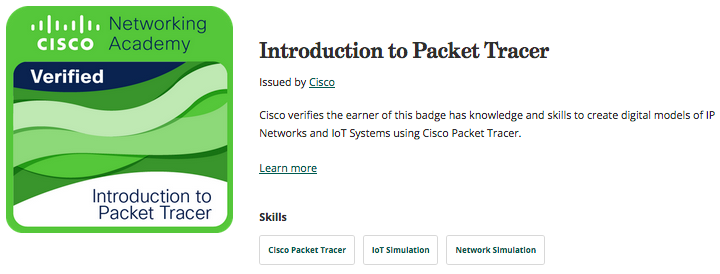 CISCO
Networking
Academy
Verified
Introduction to
Packet Tracer
Introduction to Packet Tracer
Issued by Cisco
Cisco verifies the earner of this badge has knowledge and skills to create digital models of IP
Networks and IoT Systems using Cisco Packet Tracer.
Learn more
Skills
Cisco Packet Tracer
IoT Simulation
Network Simulation